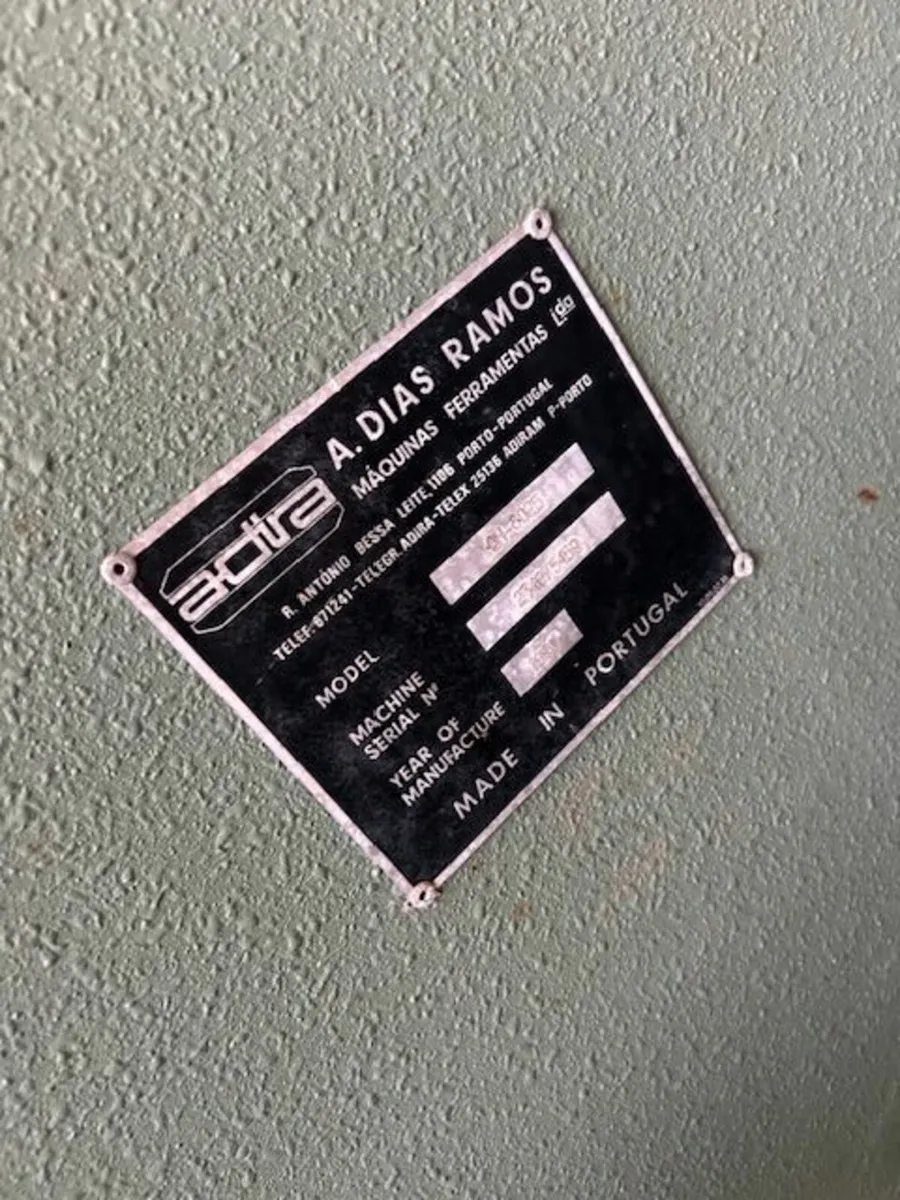 adira
A. DIAS RAMOS
MÁQUINAS FERRAMENTAS Lda
R. ANTÓNIO BESSA LEITE, 1106 PORTO-PORTUGAL
TELEF. 671241-TELEGR. ADIRA-TELEX 25136 ADIRAM P-PORTO
MODEL
MACHINE
SERIAL Nº
YEAR OF
MANUFACTURE
MADE IN PORTUGAL